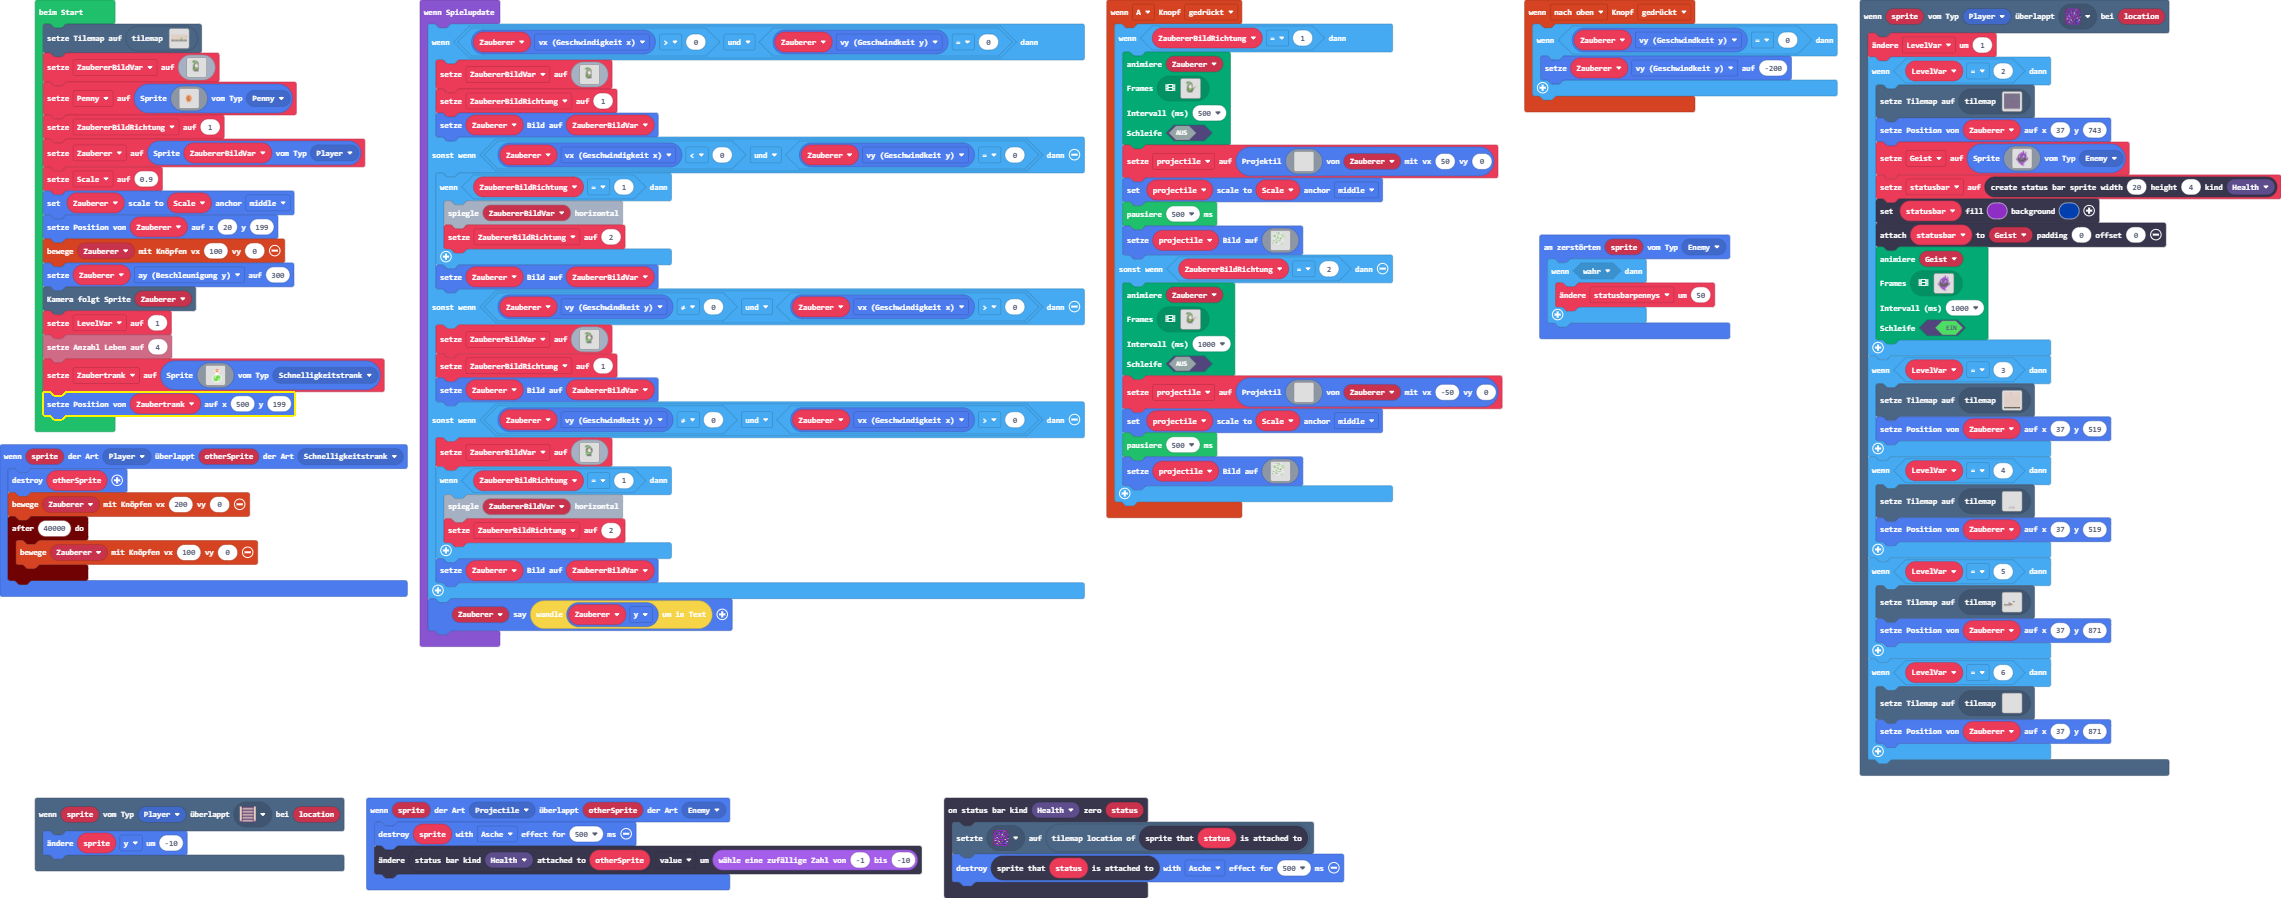 beim Start
setze Tilemap auf tilemap
setze ZaubererBildVar auf
setze Penny auf Sprite vom Typ Penny
setze ZaubererBildRichtung auf 1
setze Zauberer auf Sprite ZaubererBildVar vom Typ Player
setze Scale auf 0.9
set Zauberer scale to Scale anchor middle
setze Position von Zauberer auf x 20 y 199
bewege Zauberer mit Knöpfen vx 100 vy 0
setze Zauberer ay (Beschleunigung y) auf 300
Kamera folgt Sprite Zauberer
setze LevelVar auf 1
setze Anzahl Leben auf 4
setze Zaubertrank auf Sprite vom Typ Schnelligkeitstrank
setze Position von Zaubertrank auf x 500 y 199
wenn sprite der Art Player überlappt otherSprite der Art Schnelligkeitstrank
destroy otherSprite
bewege Zauberer mit Knöpfen vx 200 vy 0
after 40000 do
bewege Zauberer mit Knöpfen vx 100 vy 0
wenn Spielupdate
wenn Zauberer vx (Geschwindigkeit x) > 0 und Zauberer vy (Geschwindkeit y) = 0 dann
setze ZaubererBildVar auf
setze ZaubererBildRichtung auf 1
setze Zauberer Bild auf ZaubererBildVar
sonst wenn Zauberer vx (Geschwindigkeit x) < 0 und Zauberer vy (Geschwindkeit y) = 0 dann
wenn ZaubererBildRichtung = 1 dann
spiegle ZaubererBildVar horizontal
setze ZaubererBildRichtung auf 2
setze Zauberer Bild auf ZaubererBildVar
sonst wenn Zauberer vy (Geschwindkeit y) ≠ 0 und Zauberer vx (Geschwindigkeit x) > 0 dann
setze ZaubererBildVar auf
setze ZaubererBildRichtung auf 1
setze Zauberer Bild auf ZaubererBildVar
sonst wenn Zauberer vy (Geschwindkeit y) ≠ 0 und Zauberer vx (Geschwindigkeit x) > 0 dann
setze ZaubererBildVar auf
wenn ZaubererBildRichtung = 1 dann
spiegle ZaubererBildVar horizontal
setze ZaubererBildRichtung auf 2
setze Zauberer Bild auf ZaubererBildVar
Zauberer say wandle Zauberer y um in Text
wenn A Knopf gedrückt
wenn ZaubererBildRichtung = 1 dann
animiere Zauberer
Frames
Intervall (ms) 500
Schleife AUS
setze projectile auf Projektil von Zauberer mit vx 50 vy 0
set projectile scale to Scale anchor middle
pausiere 500 ms
setze projectile Bild auf
sonst wenn ZaubererBildRichtung = 2 dann
animiere Zauberer
Frames
Intervall (ms) 1000
Schleife AUS
setze projectile auf Projektil von Zauberer mit vx -50 vy 0
set projectile scale to Scale anchor middle
pausiere 500 ms
setze projectile Bild auf
wenn nach oben Knopf gedrückt
wenn Zauberer vy (Geschwindkeit y) = 0 dann
setze Zauberer vy (Geschwindkeit y) auf -200
am zerstörten sprite vom Typ Enemy
wenn wahr dann
ändere statusbarpennys um 50
wenn sprite vom Typ Player überlappt bei location
ändere LevelVar um 1
wenn LevelVar = 2 dann
setze Tilemap auf tilemap
setze Position von Zauberer auf x 37 y 743
setze Geist auf Sprite vom Typ Enemy
setze statusbar auf create status bar sprite width 20 height 4 kind Health
set statusbar fill background
attach statusbar to Geist padding 0 offset 0
animiere Geist
Frames
Intervall (ms) 1000
Schleife EIN
wenn LevelVar = 3 dann
setze Tilemap auf tilemap
setze Position von Zauberer auf x 37 y 519
wenn LevelVar = 4 dann
setze Tilemap auf tilemap
setze Position von Zauberer auf x 37 y 519
wenn LevelVar = 5 dann
setze Tilemap auf tilemap
setze Position von Zauberer auf x 37 y 871
wenn LevelVar = 6 dann
setze Tilemap auf tilemap
setze Position von Zauberer auf x 37 y 871
wenn sprite vom Typ Player überlappt bei location
ändere sprite y um -10
wenn sprite der Art Projectile überlappt otherSprite der Art Enemy
destroy sprite with Asche effect for 500 ms
ändere status bar kind Health attached to otherSprite value um wähle eine zufällige Zahl von -1 bis -10
on status bar kind Health zero status
setzte auf tilemap location of sprite that status is attached to
destroy sprite that status is attached to with Asche effect for 500 ms